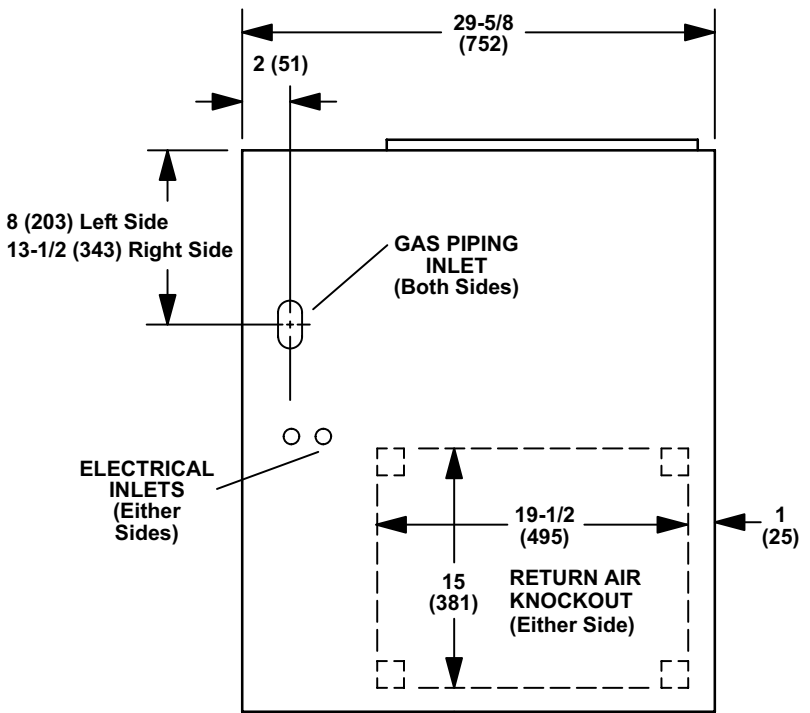 29-5/8
(752)
2 (51)
8 (203) Left Side
13-1/2 (343) Right Side
GAS PIPING
INLET
(Both Sides)
ELECTRICAL
INLETS
(Either
Sides)
19-1/2
(495)
1
(25)
15
(381)
RETURN AIR
KNOCKOUT
(Either Side)